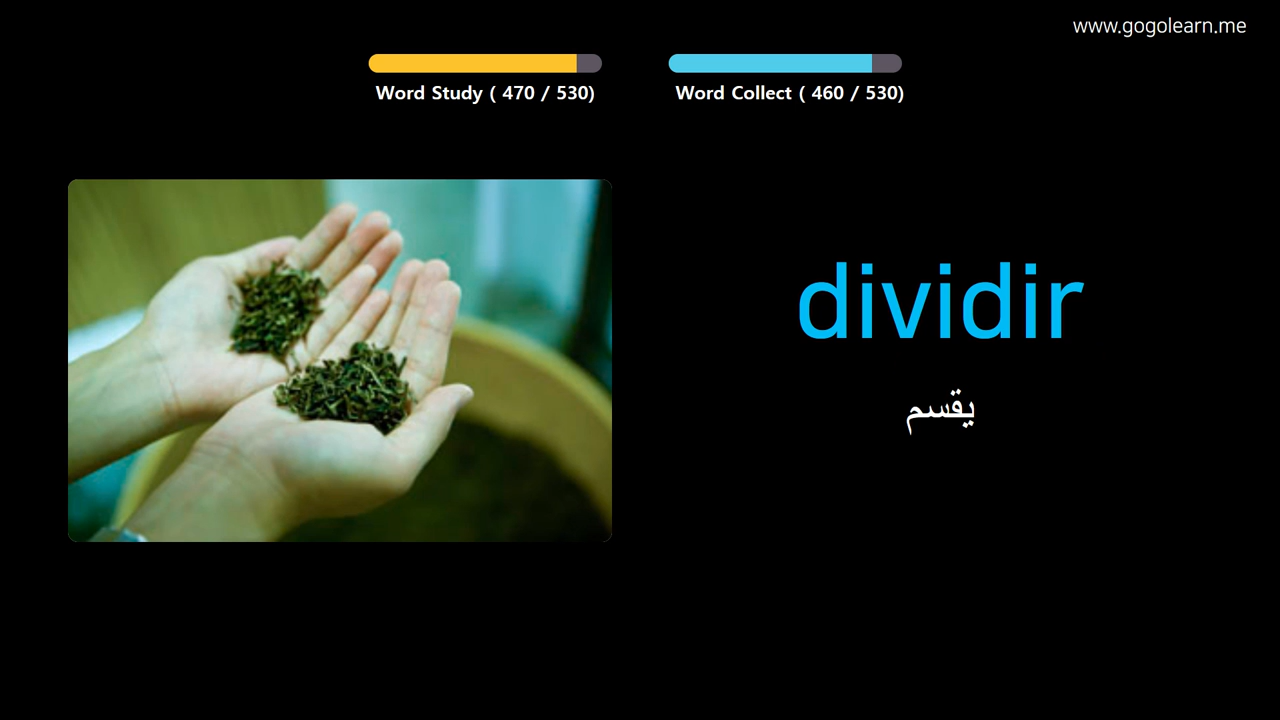 www.gogolearn.me
Word Study ( 470 / 530)
Word Collect ( 460 / 530)
dividir
يقسم